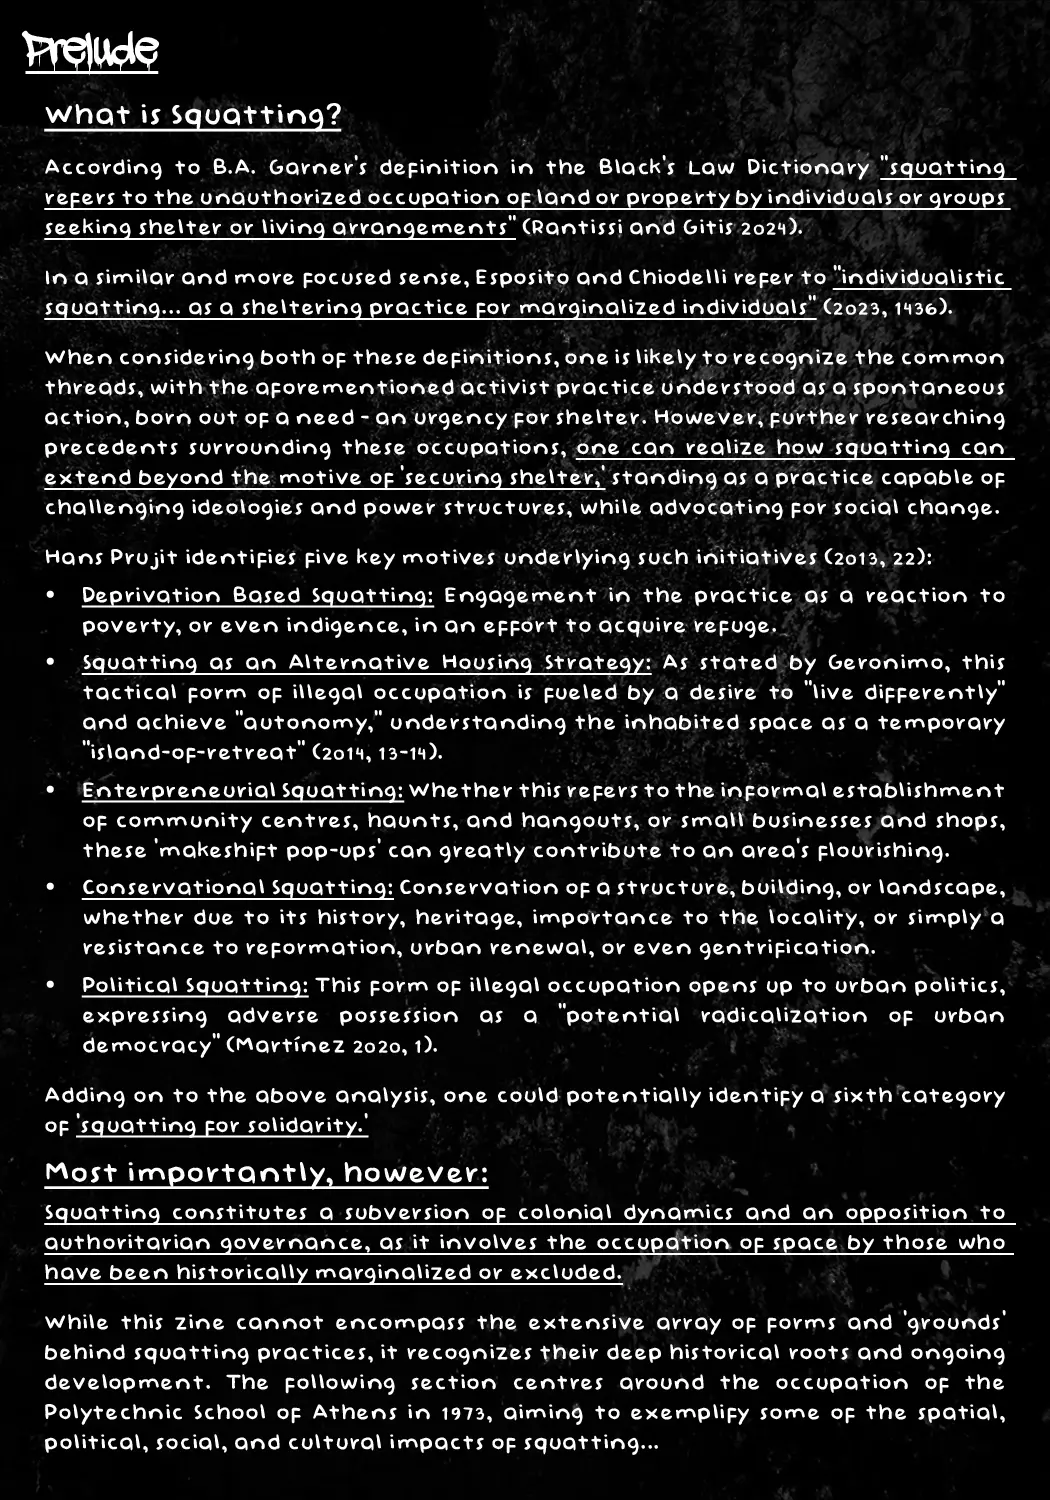 Prelude
What is Squatting?
According to B.A. Garner's definition in the Black's Law Dictionary "squatting
refers to the unauthorized occupation of land or property by individuals or groups
seeking shelter or living arrangements" (Rantissi and Gitis 2024).
In a similar and more focused sense, Esposito and Chiodelli refer to "individualistic
squatting... as a sheltering practice for marginalized individuals" (2023, 1436).
When considering both of these definitions, one is likely to recognize the common
threads, with the aforementioned activist practice understood as a spontaneous
action, born out of a need - an urgency for shelter. However, further researching
precedents surrounding these occupations, one can realize how squatting can
extend beyond the motive of 'securing shelter,' standing as a practice capable of
challenging ideologies and power structures, while advocating for social change.
Hans Prujit identifies five key motives underlying such initiatives (2013, 22):
• Deprivation Based Squatting: Engagement in the practice as a reaction to
poverty, or even indigence, in an effort to acquire refuge.
• Squatting as an Alternative Housing Strategy: As stated by Geronimo, this
tactical form of illegal occupation is fueled by a desire to "live differently"
and achieve "autonomy," understanding the inhabited space as a temporary
"island-of-retreat" (2014, 13-14).
• Enterpreneurial Squatting: Whether this refers to the informal establishment
of community centres, haunts, and hangouts, or small businesses and shops,
these 'makeshift pop-ups' can greatly contribute to an area's flourishing.
• Conservational Squatting: Conservation of a structure, building, or landscape,
whether due to its history, heritage, importance to the locality, or simply a
resistance to reformation, urban renewal, or even gentrification.
• Political Squatting: This form of illegal occupation opens up to urban politics,
expressing adverse possession as a "potential radicalization of urban
democracy" (Martínez 2020, 1).
Adding on to the above analysis, one could potentially identify a sixth category
of 'squatting for solidarity.'
Most importantly, however:
Squatting constitutes a subversion of colonial dynamics and an opposition to
authoritarian governance, as it involves the occupation of space by those who
have been historically marginalized or excluded.
While this zine cannot encompass the extensive array of forms and 'grounds'
behind squatting practices, it recognizes their deep historical roots and ongoing
development. The following section centres around the occupation of the
Polytechnic School of Athens in 1973, aiming to exemplify some of the spatial,
political, social, and cultural impacts of squatting...